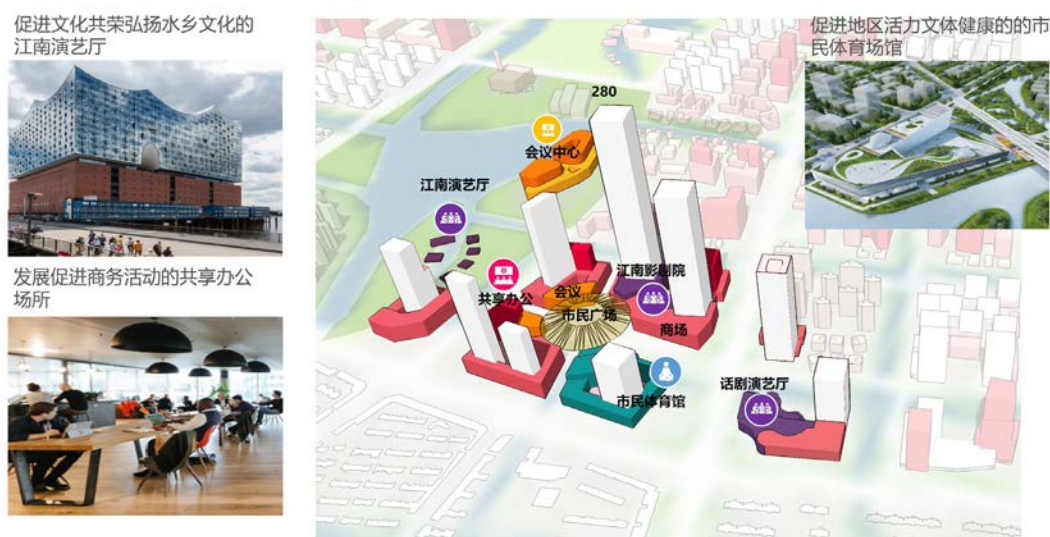 促进文化共荣弘扬水乡文化的
江南演艺厅
促进地区活力文体健康的的市
民体育场馆
280
会议中心
江南演艺厅
发展促进商务活动的共享办公
场所
共享办公
会议
江南影剧院
市民广场
商场
市民体育馆
话剧演艺厅